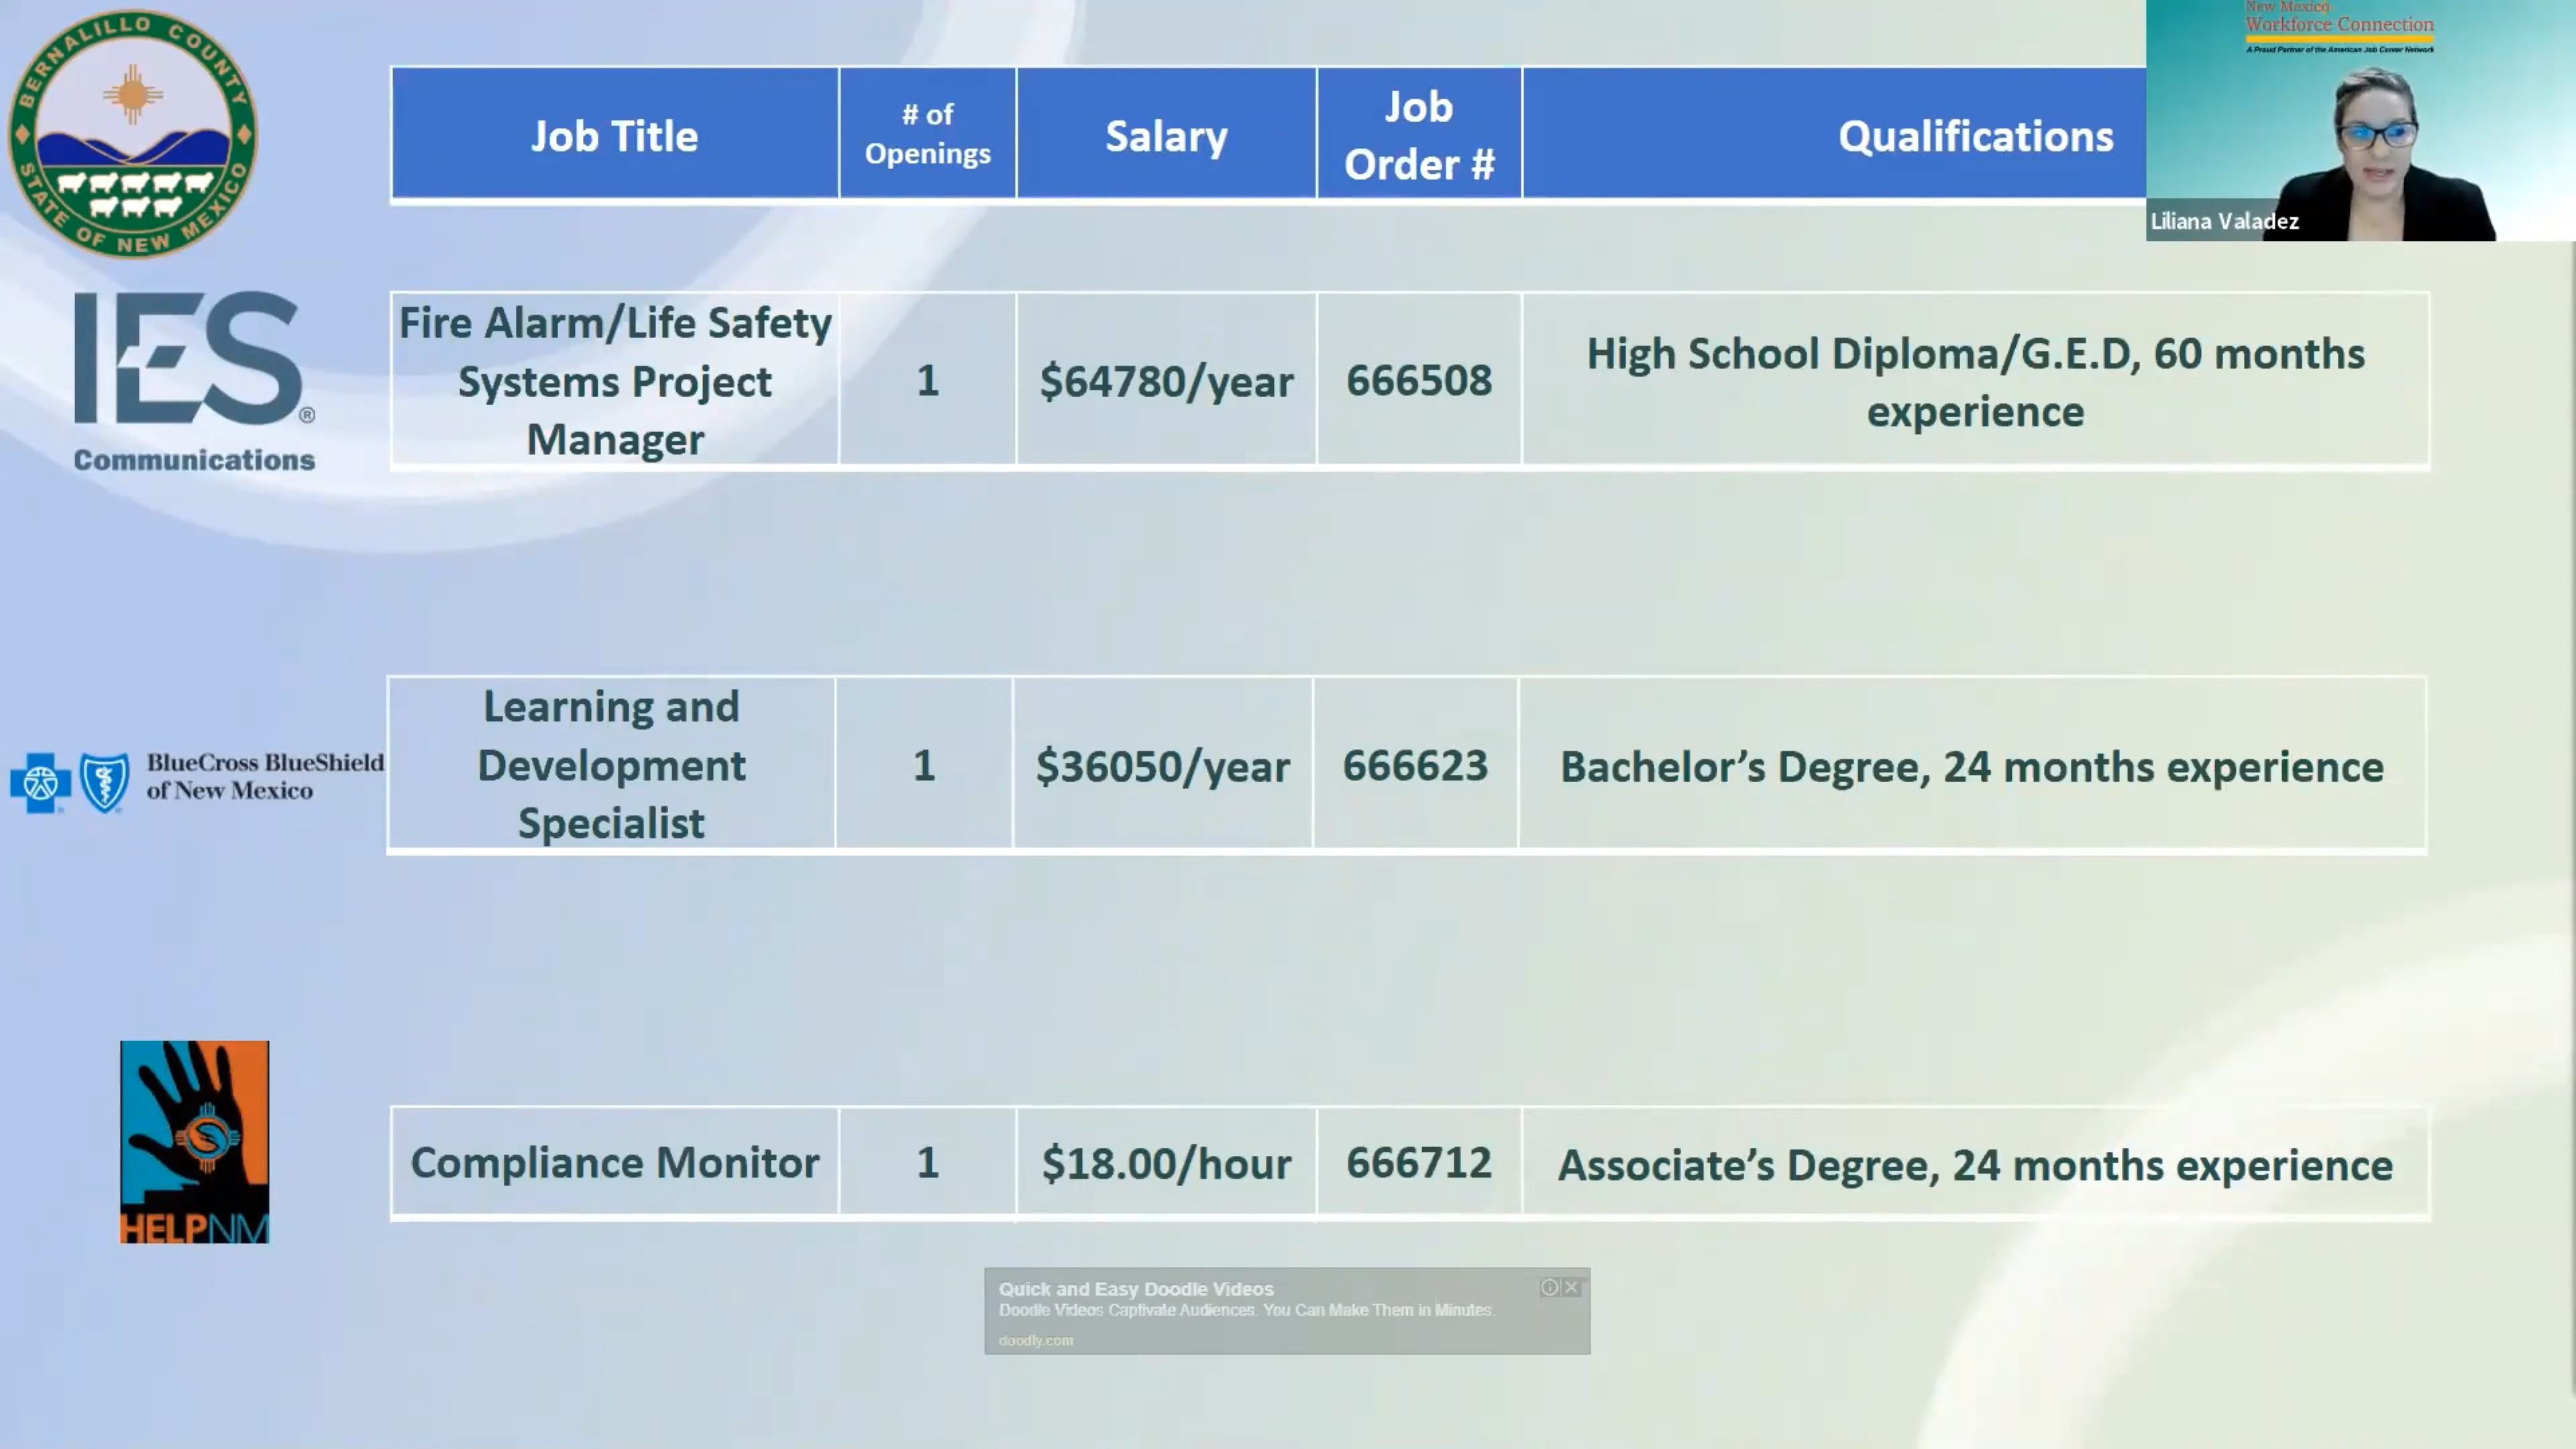 BERNALILLO COUNTY
STATE OF NEW MEXICO
New Mexico
Workforce Connection
A Proud Partner of the American Job Center Network
Liliana Valadez
Job Title
# of
Openings
Salary
Job
Order #
Qualifications
IES®
Communications
Fire Alarm/Life Safety
Systems Project
Manager
1
$64780/year
666508
High School Diploma/G.E.D, 60 months
experience
BlueCross BlueShield
of New Mexico
Learning and
Development
Specialist
1
$36050/year
666623
Bachelor’s Degree, 24 months experience
HELPNM
Compliance Monitor
1
$18.00/hour
666712
Associate’s Degree, 24 months experience
Quick and Easy Doodle Videos
Doodle Videos Captivate Audiences. You Can Make Them in Minutes.
doodly.com